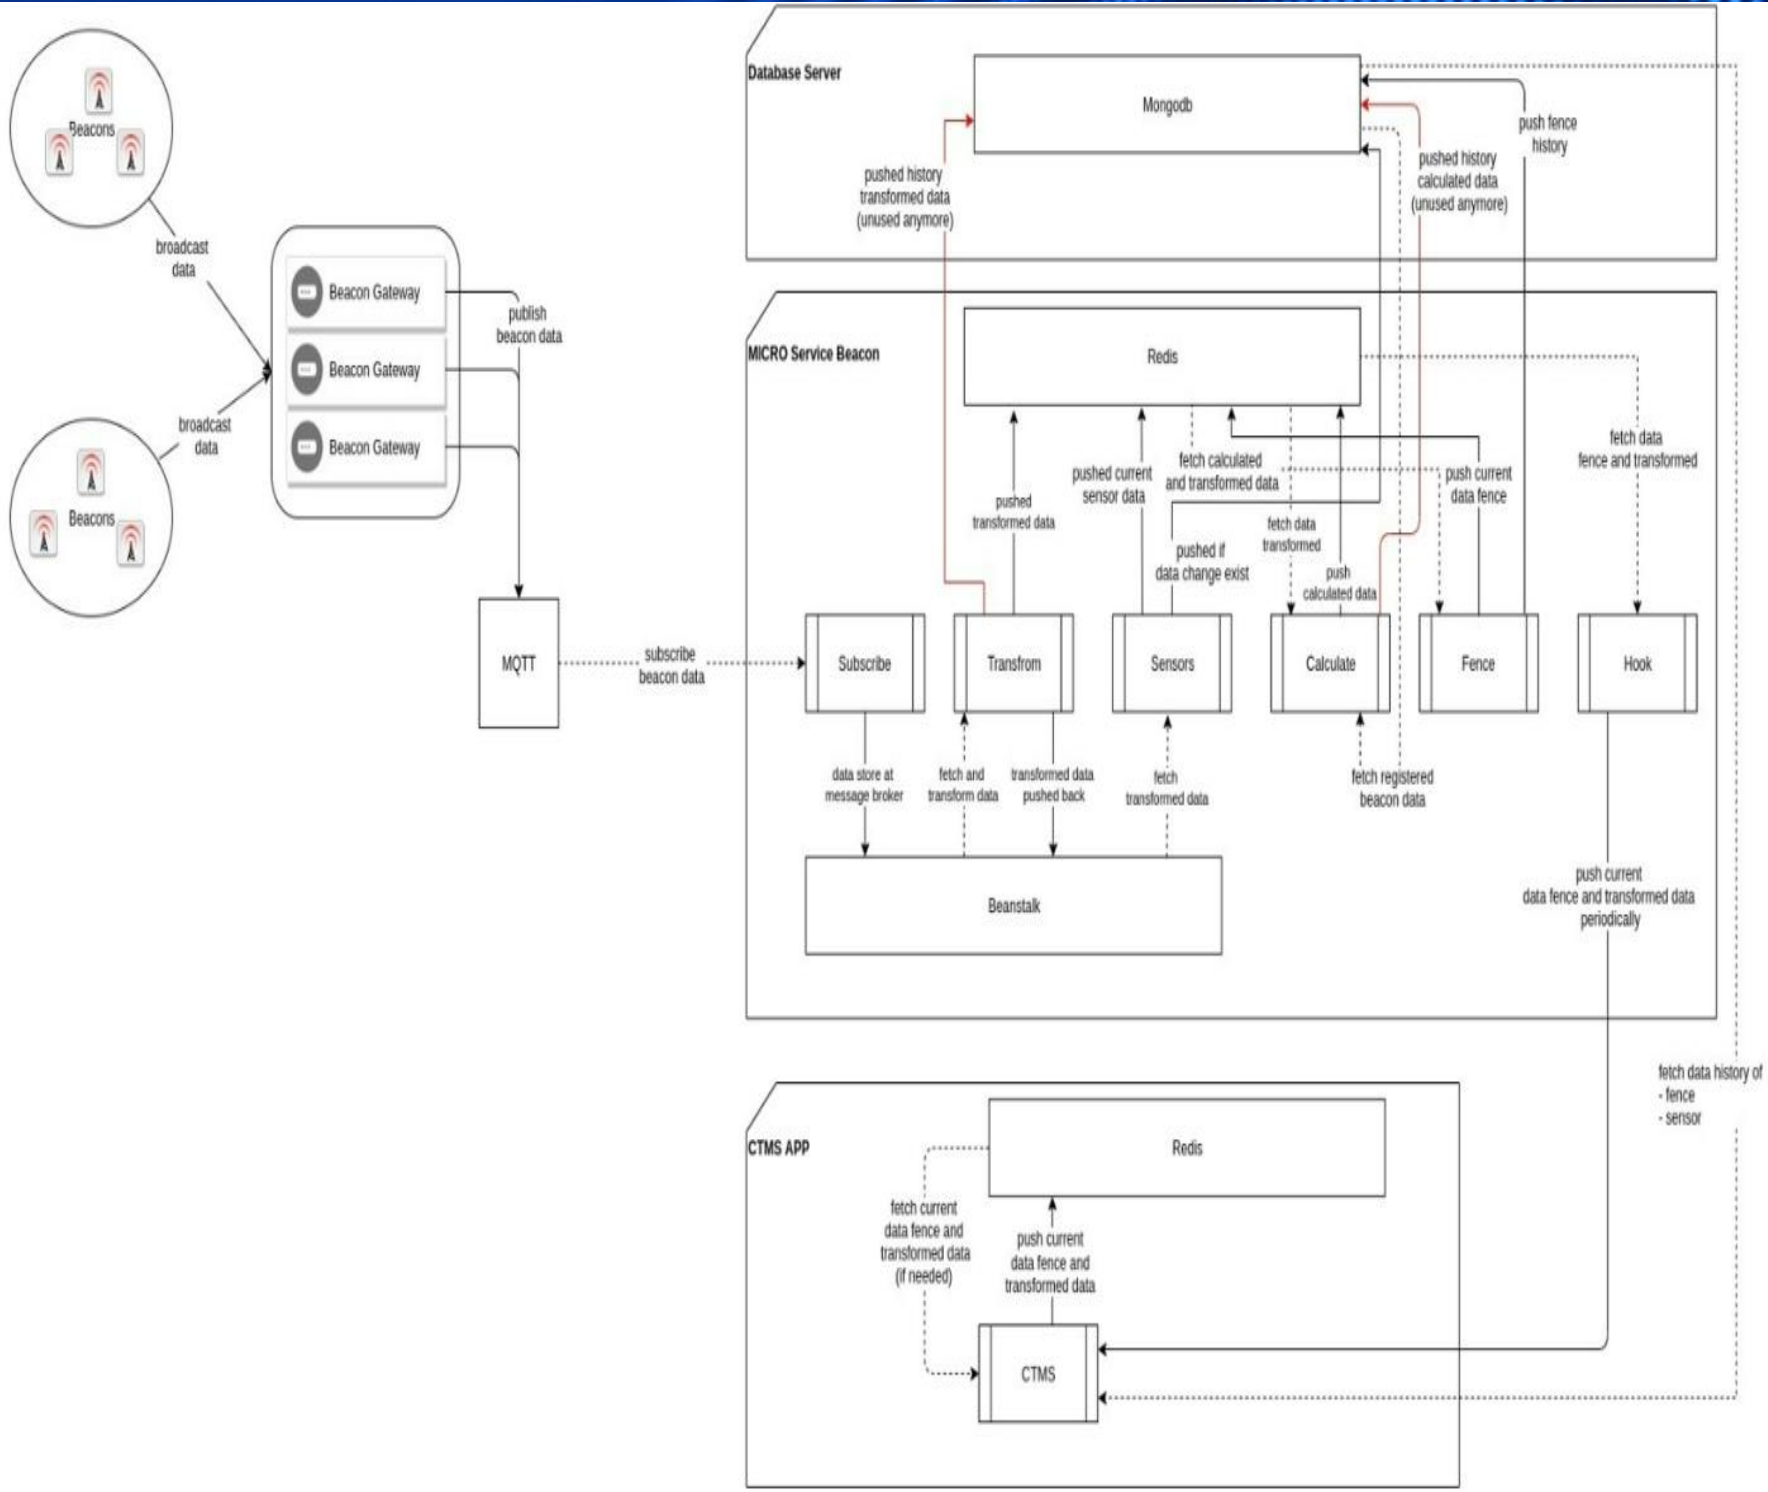 Beacons
broadcast
data
Beacon Gateway
Beacon Gateway
Beacon Gateway
publish
beacon data
broadcast
data
Beacons
MQTT
subscribe
beacon data
Database Server
Mongodb
pushed history
transformed data
(unused anymore)
pushed history
calculated data
(unused anymore)
push fence
history
MICRO Service Beacon
Redis
pushed
transformed data
pushed current
sensor data
fetch calculated
and transformed data
pushed if
data change exist
fetch data
transformed
push
calculated data
push current
data fence
fetch data
fence and transformed
Subscribe
Transfrom
Sensors
Calculate
Fence
Hook
data store at
message broker
fetch and
transform data
transformed data
pushed back
fetch
transformed data
fetch registered
beacon data
Beanstalk
push current
data fence and transformed data
periodically
fetch data history of
- fence
- sensor
CTMS APP
Redis
fetch current
data fence and
transformed data
(if needed)
push current
data fence and
transformed data
CTMS